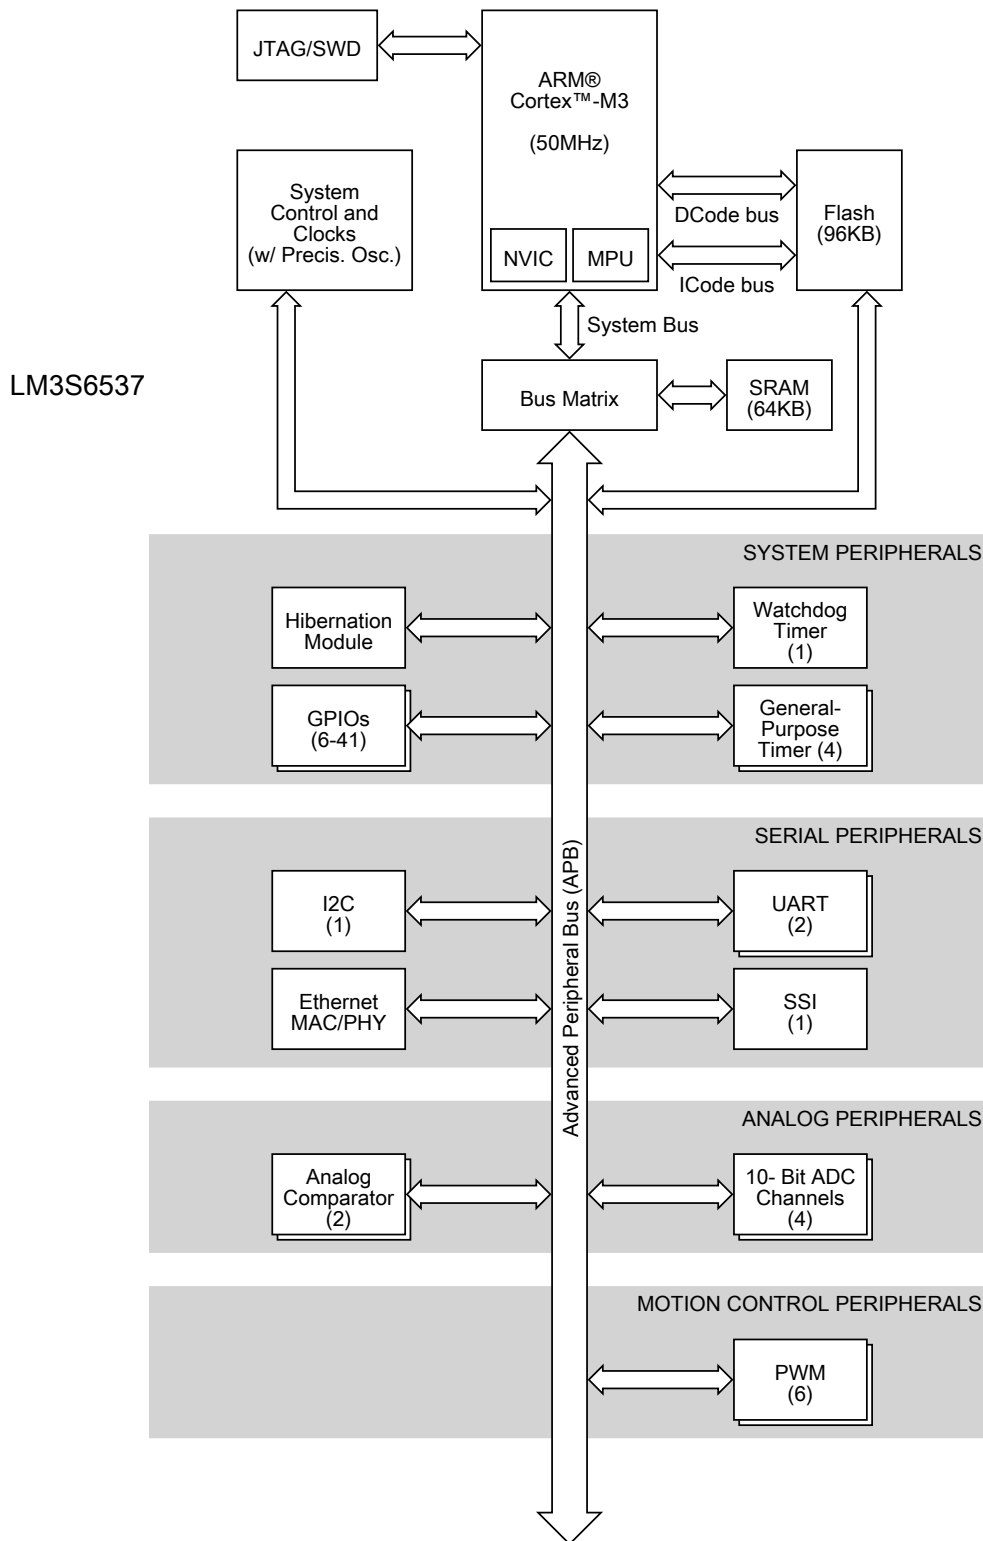 JTAG/SWD
ARM®
Cortex™-M3
(50MHz)
NVIC
MPU
System
Control and
Clocks
(w/ Precis. Osc.)
DCode bus
ICode bus
Flash
(96KB)
System Bus
LM3S6537
Bus Matrix
SRAM
(64KB)
Advanced Peripheral Bus (APB)
SYSTEM PERIPHERALS
Hibernation
Module
Watchdog
Timer
(1)
GPIOs
(6-41)
General-
Purpose
Timer (4)
SERIAL PERIPHERALS
I2C
(1)
UART
(2)
Ethernet
MAC/PHY
SSI
(1)
ANALOG PERIPHERALS
Analog
Comparator
(2)
10- Bit ADC
Channels
(4)
MOTION CONTROL PERIPHERALS
PWM
(6)